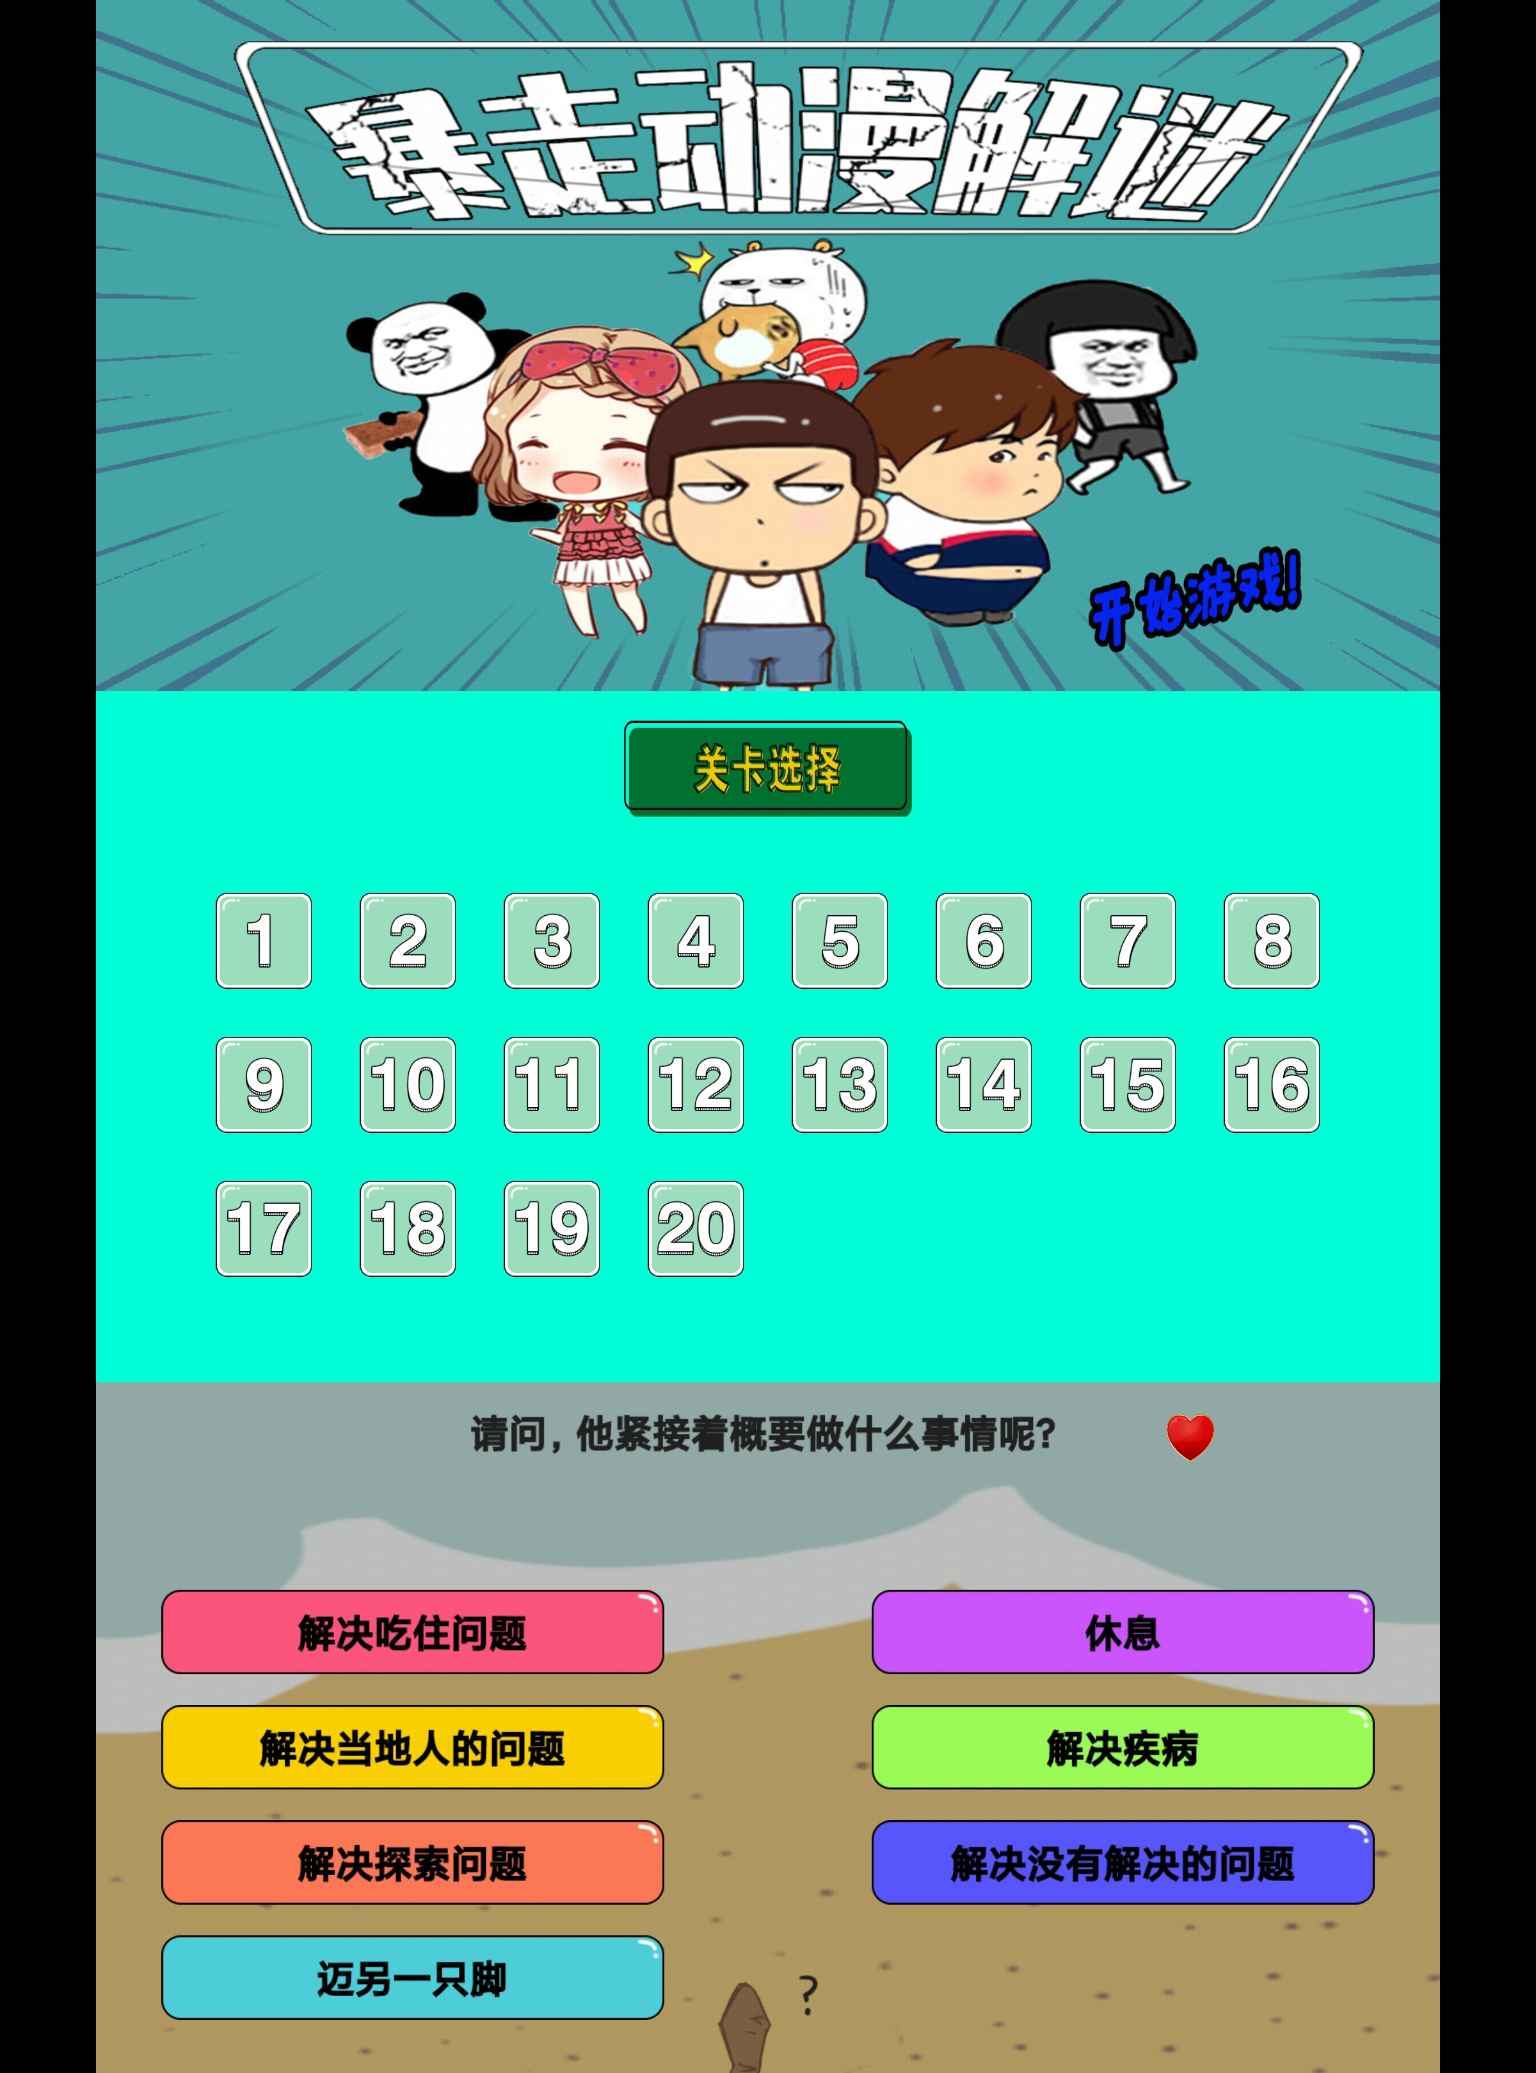 暴走动漫解谜
开始游戏!
关卡选择
1 2 3 4 5 6 7 8
9 10 11 12 13 14 15 16
17 18 19 20
请问，他紧接着概要做什么事情呢？
解决吃住问题 休息
解决当地人的问题 解决疾病
解决探索问题 解决没有解决的问题
迈另一只脚
?